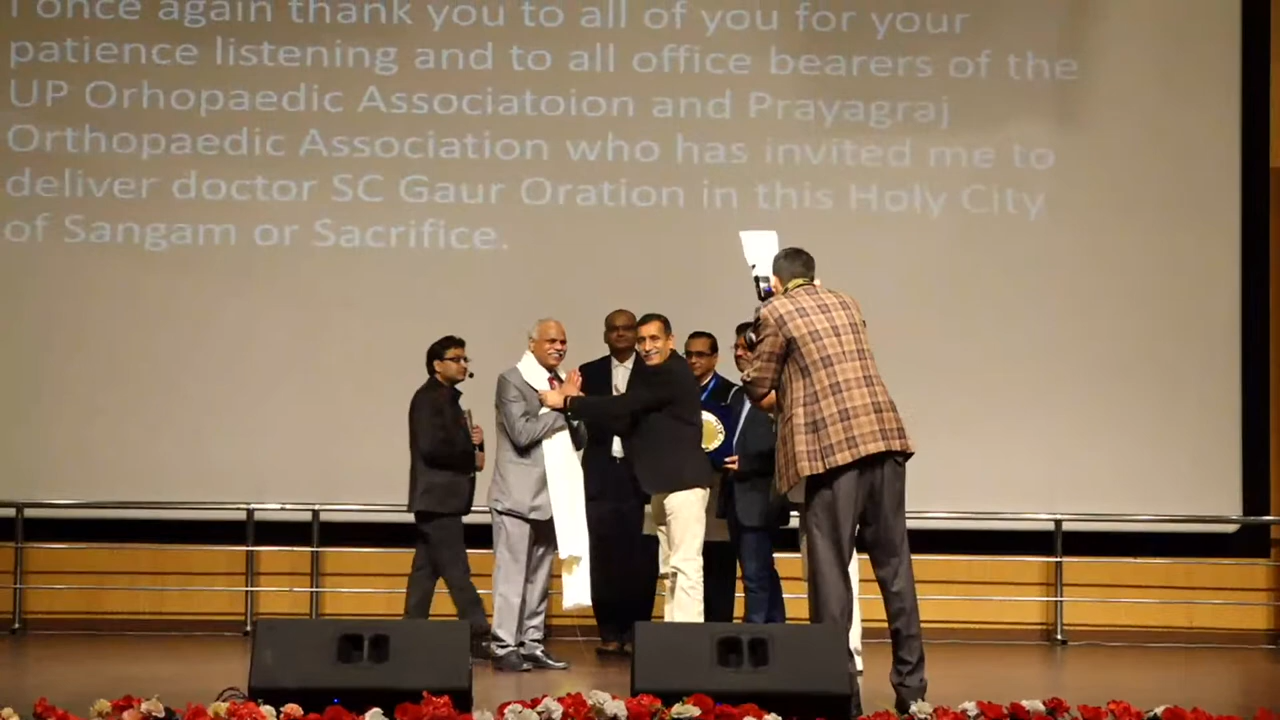 I once again thank you to all of you for your
patience listening and to all office bearers of the
UP Orhopaedic Associatoion and Prayagraj
Orthopaedic Association who has invited me to
deliver doctor SC Gaur Oration in this Holy City
of Sangam or Sacrifice.